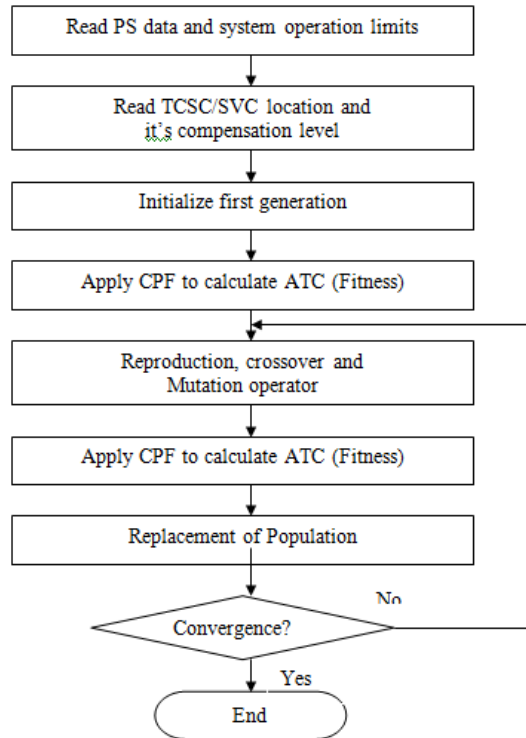 Read PS data and system operation limits
Read TCSC/SVC location and
it's compensation level
Initialize first generation
Apply CPF to calculate ATC (Fitness)
Reproduction, crossover and
Mutation operator
Apply CPF to calculate ATC (Fitness)
Replacement of Population
No
Convergence?
Yes
End